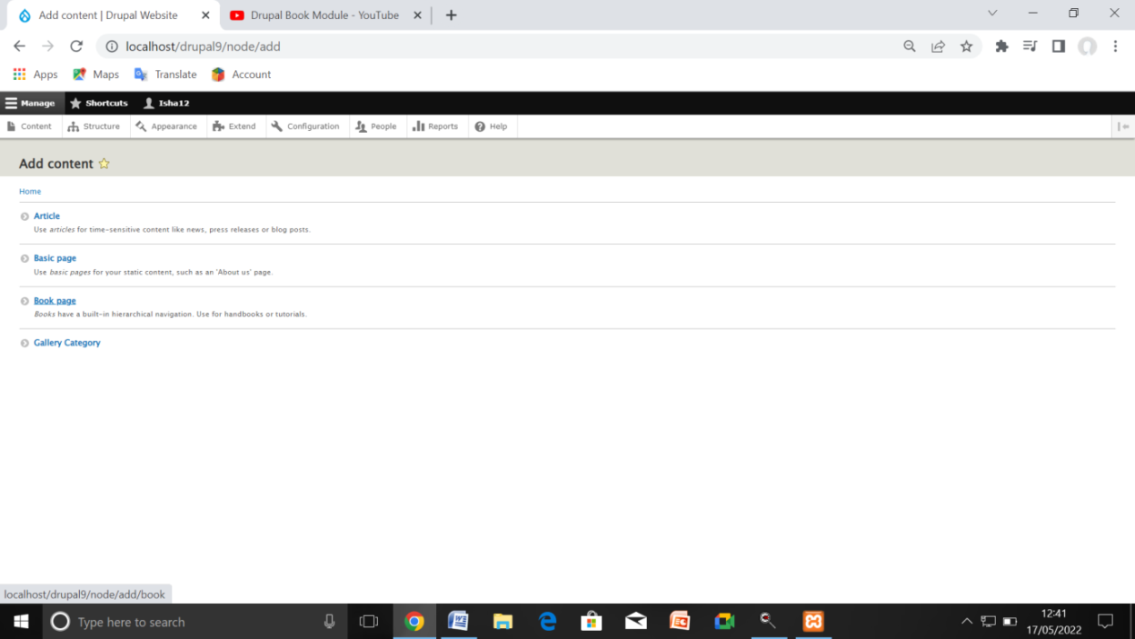 Add content | Drupal Website
Drupal Book Module - YouTube
localhost/drupal9/node/add
Apps Maps Translate Account
Manage Shortcuts Isha12
Content Structure Appearance Extend Configuration People Reports Help
Add content
Home
Article
Use articles for time-sensitive content like news, press releases or blog posts.
Basic page
Use basic pages for your static content, such as an 'About us' page.
Book page
Books have a built-in hierarchical navigation. Use for handbooks or tutorials.
Gallery Category
localhost/drupal9/node/add/book
Type here to search
12:41
17/05/2022